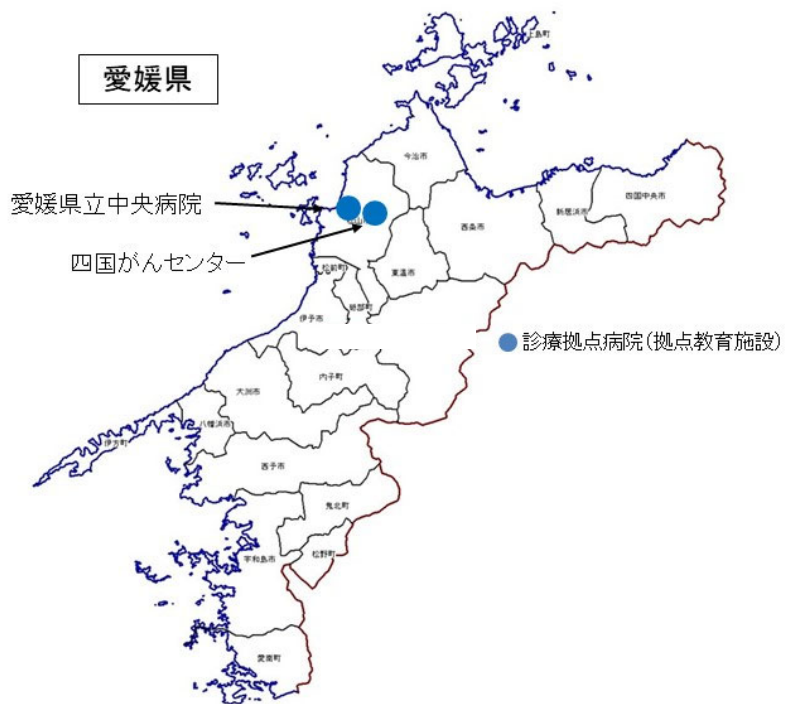 上島町
愛媛県
今治市
愛媛県立中央病院
四国中央市
新居浜市
西条市
四国がんセンター
松前町
東温市
砥部町
伊予市
診療拠点病院(拠点教育施設)
内子町
大洲市
八幡浜市
伊方町
西予市
鬼北町
松野町
宇和島市
愛南町